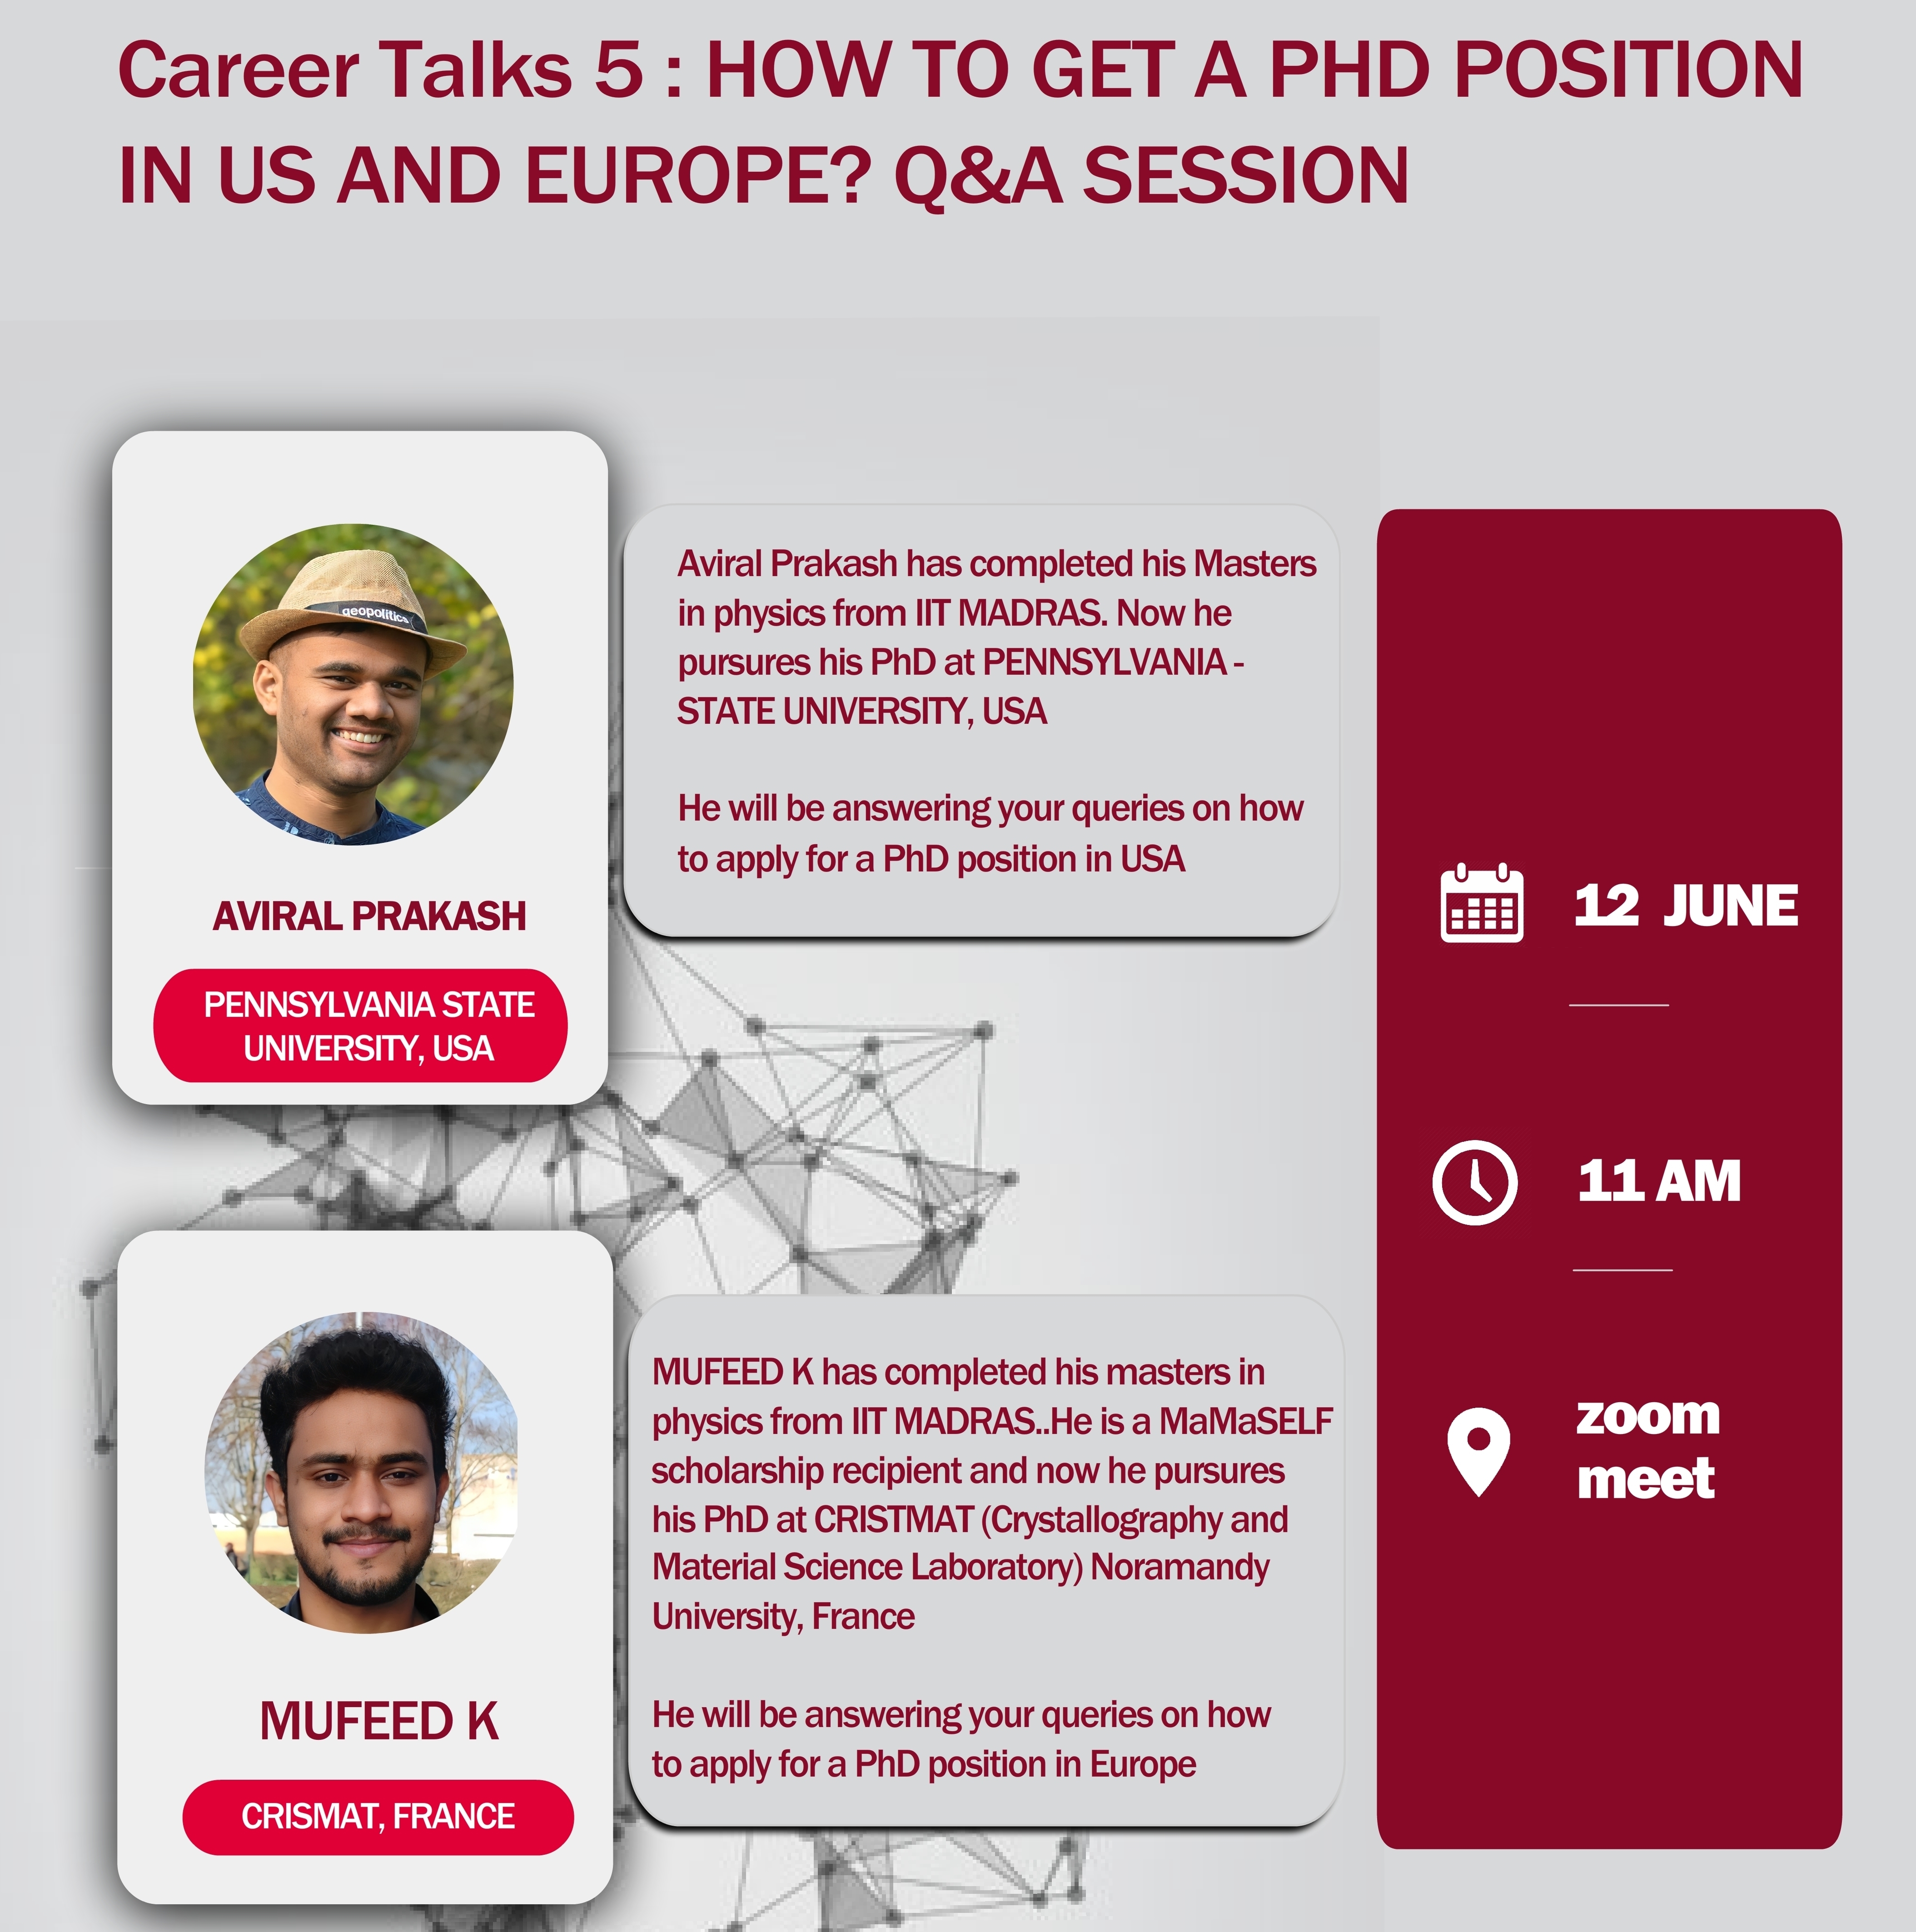 Career Talks 5 : HOW TO GET A PHD POSITION
IN US AND EUROPE? Q&A SESSION
geopolitics
AVIRAL PRAKASH
PENNSYLVANIA STATE
UNIVERSITY, USA
Aviral Prakash has completed his Masters
in physics from IIT MADRAS. Now he
pursures his PhD at PENNSYLVANIA -
STATE UNIVERSITY, USA
He will be answering your queries on how
to apply for a PhD position in USA
MUFEED K
CRISMAT, FRANCE
MUFEED K has completed his masters in
physics from IIT MADRAS..He is a MaMaSELF
scholarship recipient and now he pursures
his PhD at CRISTMAT (Crystallography and
Material Science Laboratory) Noramandy
University, France
He will be answering your queries on how
to apply for a PhD position in Europe
12 JUNE
11 AM
zoom
meet